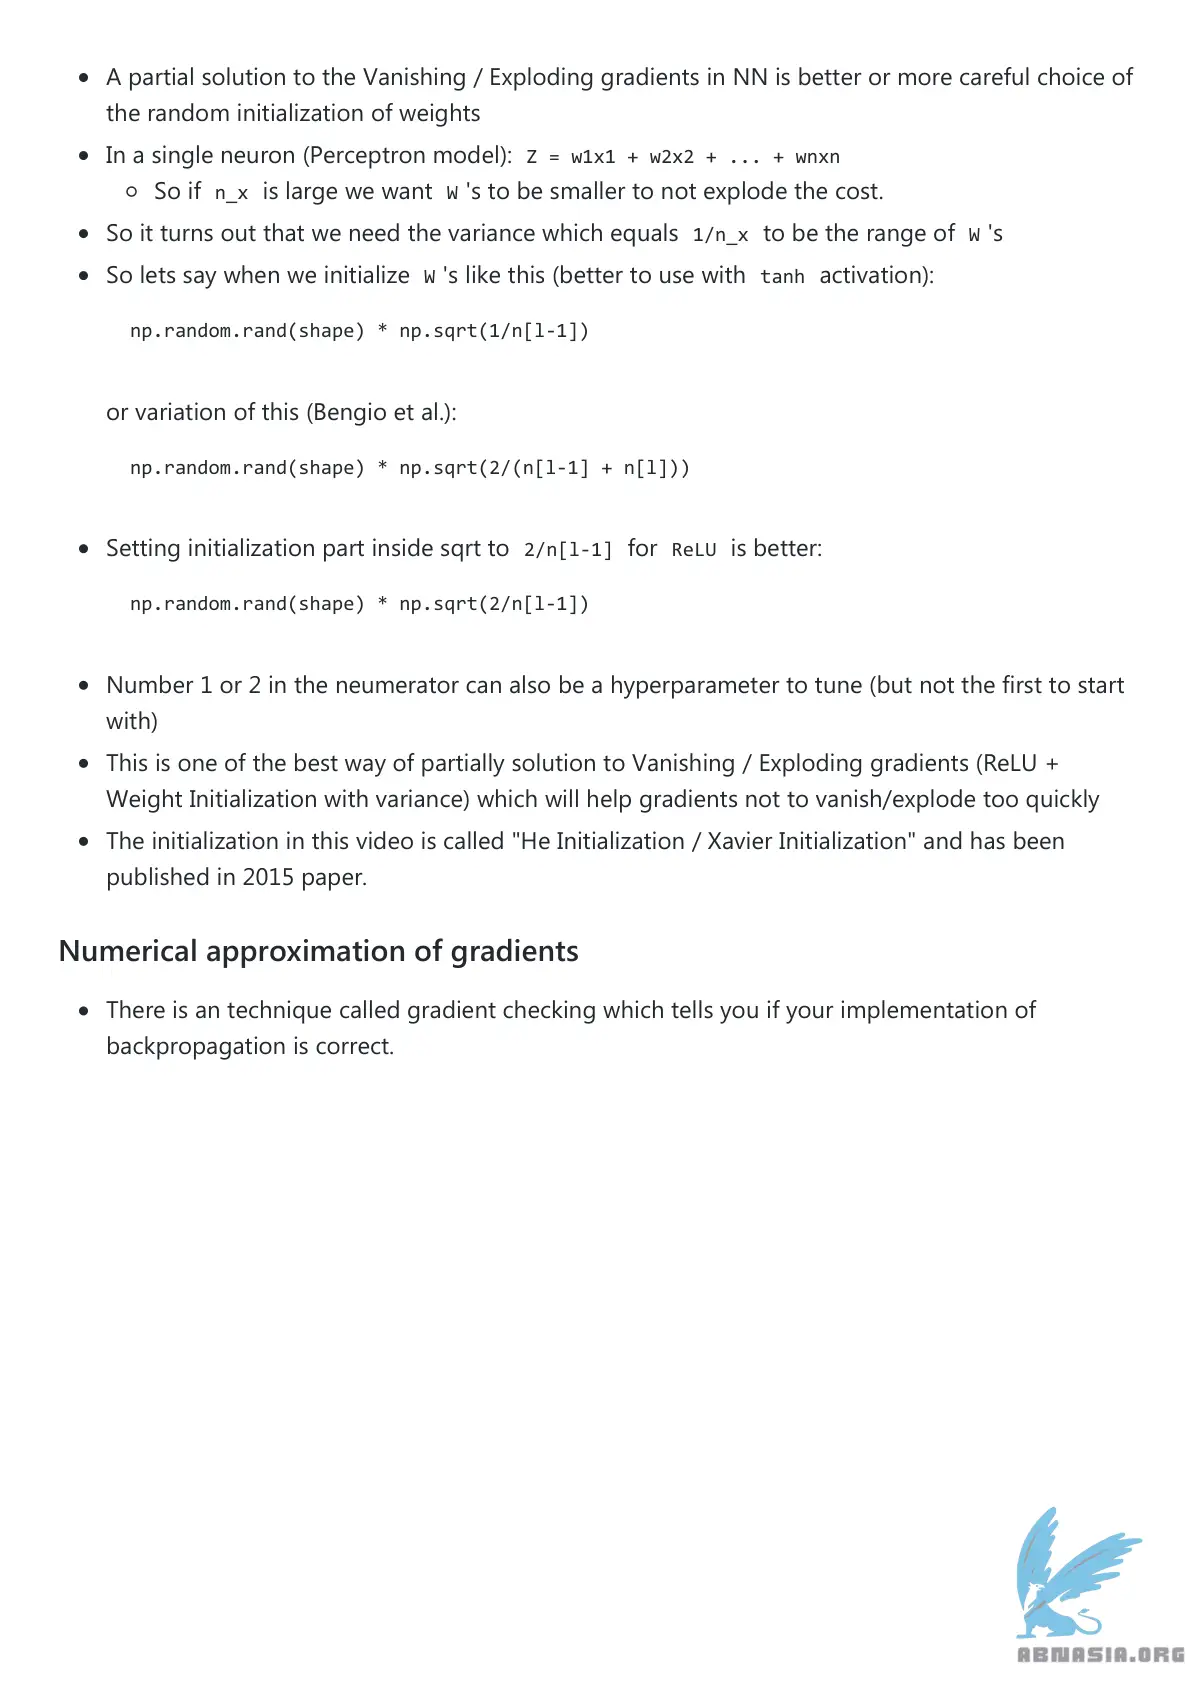 A partial solution to the Vanishing / Exploding gradients in NN is better or more careful choice of
the random initialization of weights
In a single neuron (Perceptron model): Z = w1x1 + w2x2 + ... + wnxn
So if n_x is large we want W 's to be smaller to not explode the cost.
So it turns out that we need the variance which equals 1/n_x to be the range of W 's
So lets say when we initialize W 's like this (better to use with tanh activation):
np.random.rand(shape) * np.sqrt(1/n[l-1])
or variation of this (Bengio et al.):
np.random.rand(shape) * np.sqrt(2/(n[l-1] + n[l]))
Setting initialization part inside sqrt to 2/n[l-1] for ReLU is better:
np.random.rand(shape) * np.sqrt(2/n[l-1])
Number 1 or 2 in the neumerator can also be a hyperparameter to tune (but not the first to start
with)
This is one of the best way of partially solution to Vanishing / Exploding gradients (ReLU +
Weight Initialization with variance) which will help gradients not to vanish/explode too quickly
The initialization in this video is called "He Initialization / Xavier Initialization" and has been
published in 2015 paper.
Numerical approximation of gradients
There is an technique called gradient checking which tells you if your implementation of
backpropagation is correct.
ABNASIA.ORG